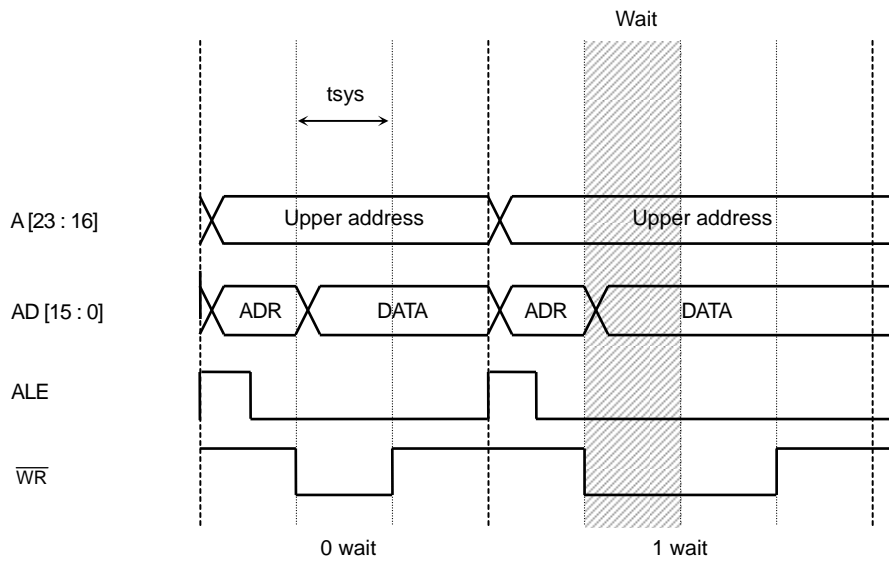 Wait
tsys
A [23 : 16] Upper address Upper address
AD [15 : 0] ADR DATA ADR DATA
ALE
WR
0 wait 1 wait